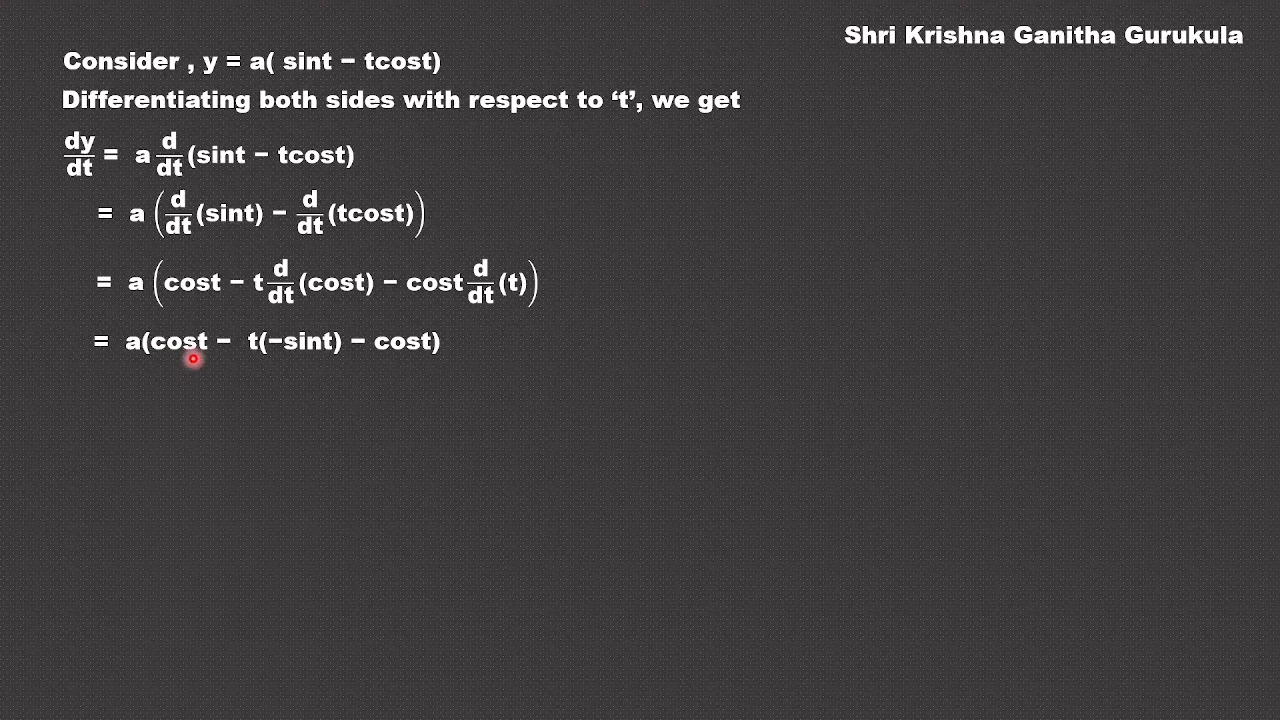 Shri Krishna Ganitha Gurukula
Consider , y = a( sint − tcost)
Differentiating both sides with respect to ‘t’, we get
dy/dt = a d/dt (sint − tcost)
= a (d/dt (sint) − d/dt (tcost))
= a (cost − t d/dt (cost) − cost d/dt (t))
= a(cost − t(−sint) − cost)